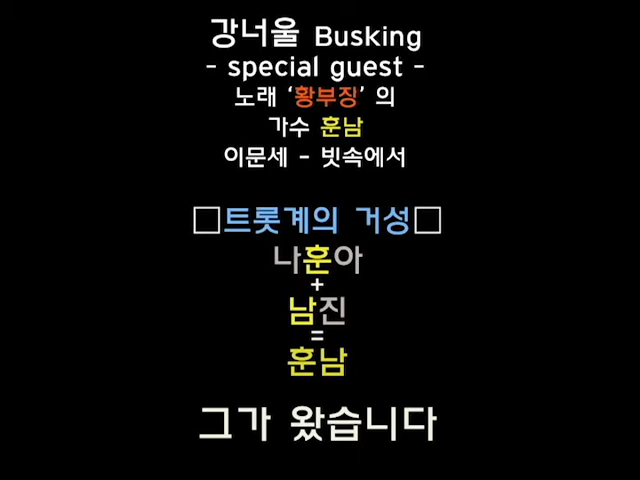 강너울 Busking
- special guest -
노래 ‘황부장’ 의
가수 훈남
이문세 - 빗속에서
□트롯계의 거성□
나훈아
+
남진
=
훈남
그가 왔습니다